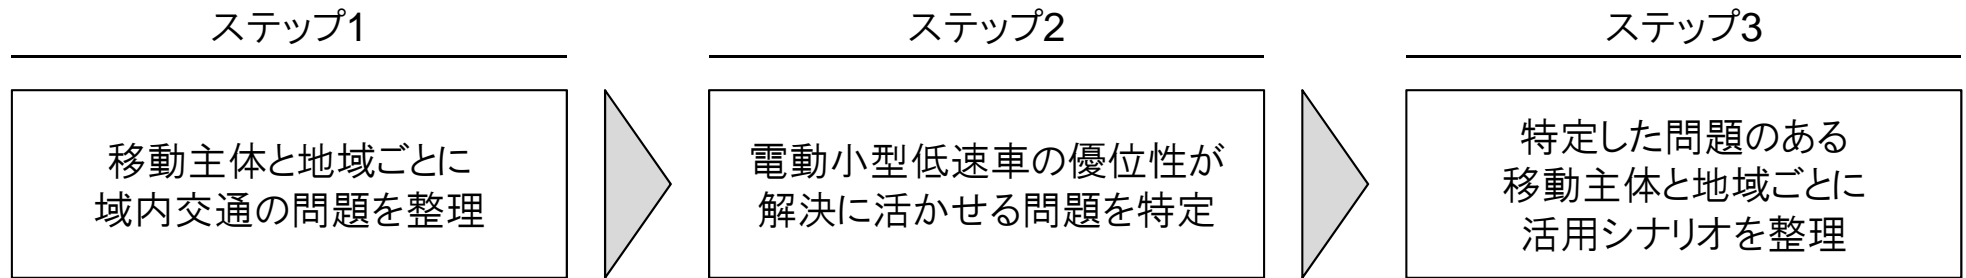 ステップ1
移動主体と地域ごとに
域内交通の問題を整理
ステップ2
電動小型低速車の優位性が
解決に活かせる問題を特定
ステップ3
特定した問題のある
移動主体と地域ごとに
活用シナリオを整理